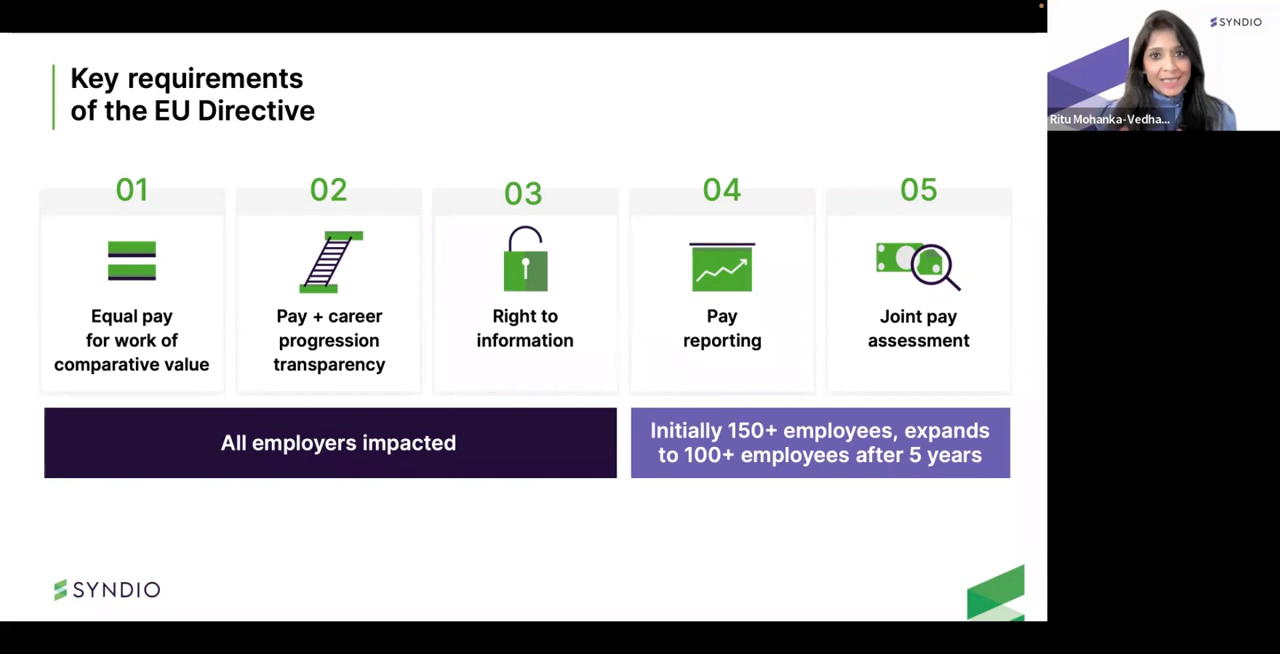 Key requirements
of the EU Directive
01
02
03
04
05
Equal pay
for work of
comparative value
Pay + career
progression
transparency
Right to
information
Pay
reporting
Joint pay
assessment
All employers impacted
Initially 150+ employees, expands
to 100+ employees after 5 years
SYNDIO
SYNDIO
Ritu Mohanka-Vedha...